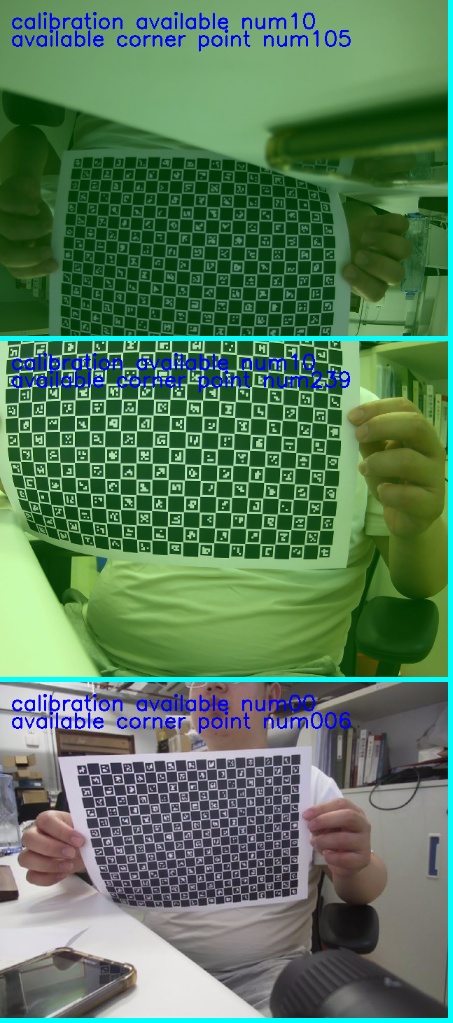 calibration available num10
available corner point num105
calibration available num10
available corner point num239
calibration available num00
available corner point num006